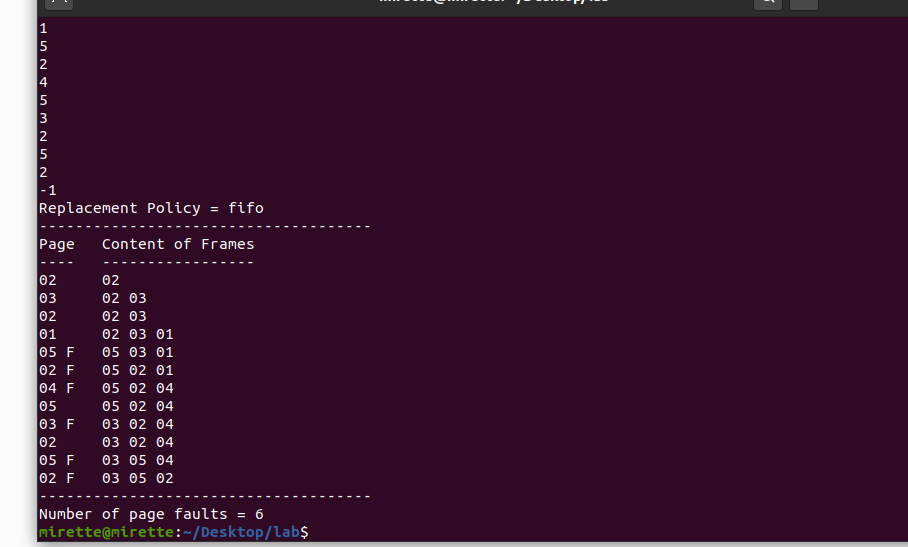 1
5
2
4
5
3
2
5
2
-1
Replacement Policy = fifo
-------------------------------------
Page   Content of Frames
----   -----------------
02     02
03     02 03
02     02 03
01     02 03 01
05 F   05 03 01
02 F   05 02 01
04 F   05 02 04
05     05 02 04
03 F   03 02 04
02     03 02 04
05 F   03 05 04
02 F   03 05 02
-------------------------------------
Number of page faults = 6
mirette@mirette:~/Desktop/lab$